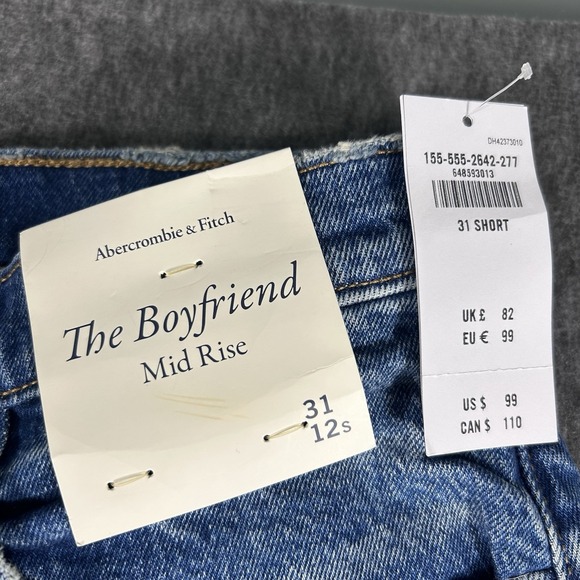 Abercrombie & Fitch
The Boyfriend
Mid Rise
31
12s
DH42373010
155-555-2642-277
648593013
31 SHORT
UK £ 82
EU € 99
US $ 99
CAN $ 110